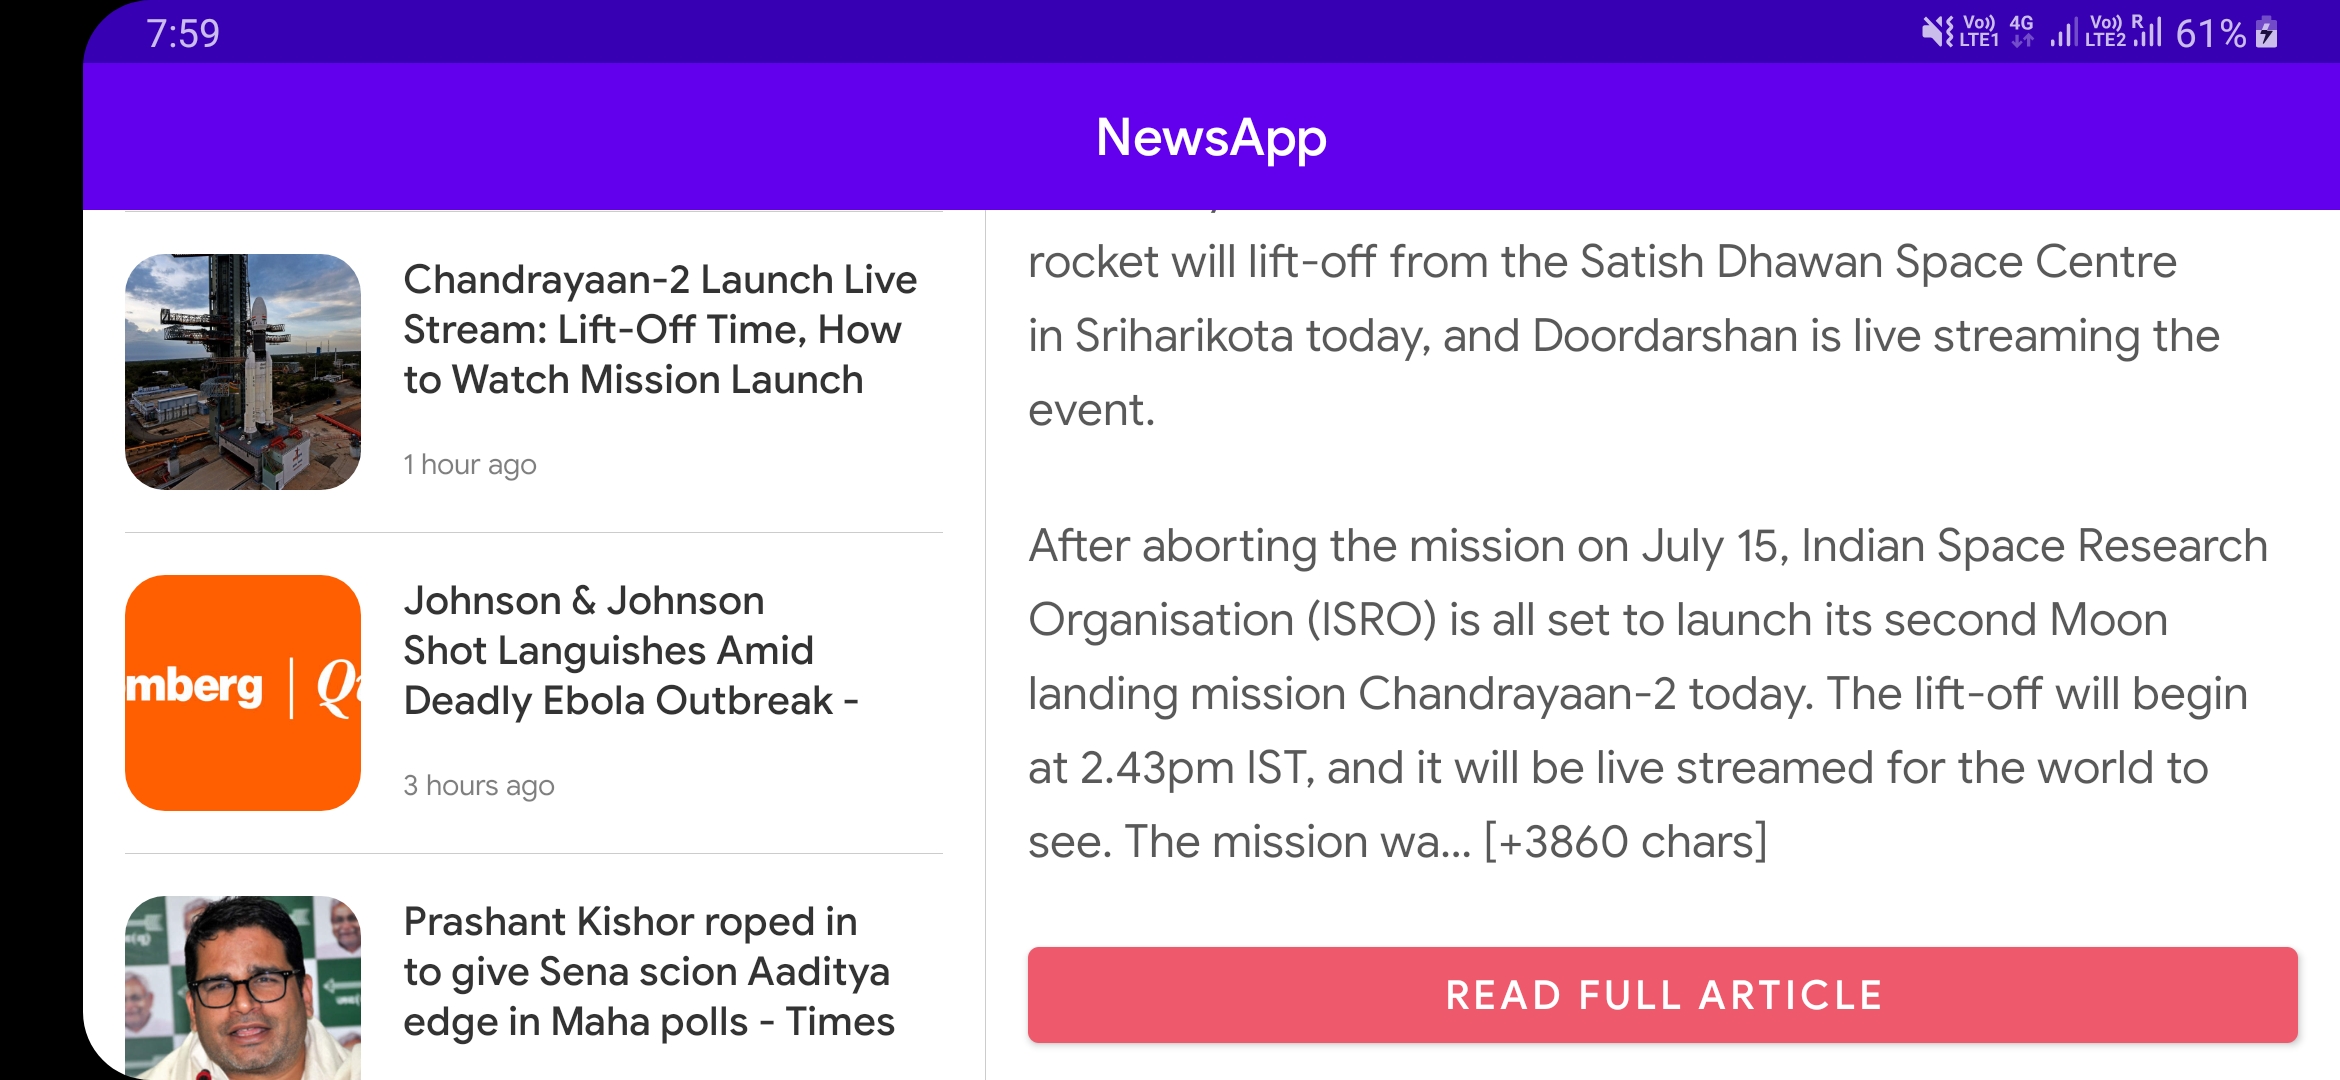 7:59
Vo)) LTE1 4G Vo)) LTE2 R 61%
NewsApp
Chandrayaan-2 Launch Live
Stream: Lift-Off Time, How
to Watch Mission Launch
1 hour ago
mberg | Q
Johnson & Johnson
Shot Languishes Amid
Deadly Ebola Outbreak -
3 hours ago
Prashant Kishor roped in
to give Sena scion Aaditya
edge in Maha polls - Times
rocket will lift-off from the Satish Dhawan Space Centre
in Sriharikota today, and Doordarshan is live streaming the
event.
After aborting the mission on July 15, Indian Space Research
Organisation (ISRO) is all set to launch its second Moon
landing mission Chandrayaan-2 today. The lift-off will begin
at 2.43pm IST, and it will be live streamed for the world to
see. The mission wa... [+3860 chars]
READ FULL ARTICLE